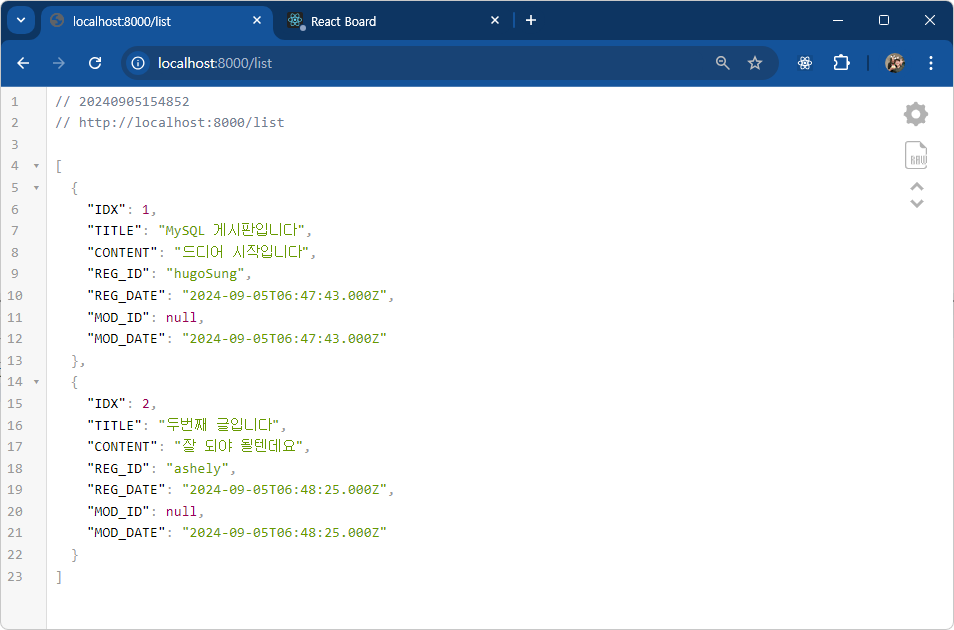 localhost:8000/list
React Board
localhost:8000/list
1 // 20240905154852
2 // http://localhost:8000/list
3
4 [
5 {
6 "IDX": 1,
7 "TITLE": "MySQL 게시판입니다",
8 "CONTENT": "드디어 시작입니다",
9 "REG_ID": "hugoSung",
10 "REG_DATE": "2024-09-05T06:47:43.000Z",
11 "MOD_ID": null,
12 "MOD_DATE": "2024-09-05T06:47:43.000Z"
13 },
14 {
15 "IDX": 2,
16 "TITLE": "두번째 글입니다",
17 "CONTENT": "잘 되야 될텐데요",
18 "REG_ID": "ashely",
19 "REG_DATE": "2024-09-05T06:48:25.000Z",
20 "MOD_ID": null,
21 "MOD_DATE": "2024-09-05T06:48:25.000Z"
22 }
23 ]
RAW